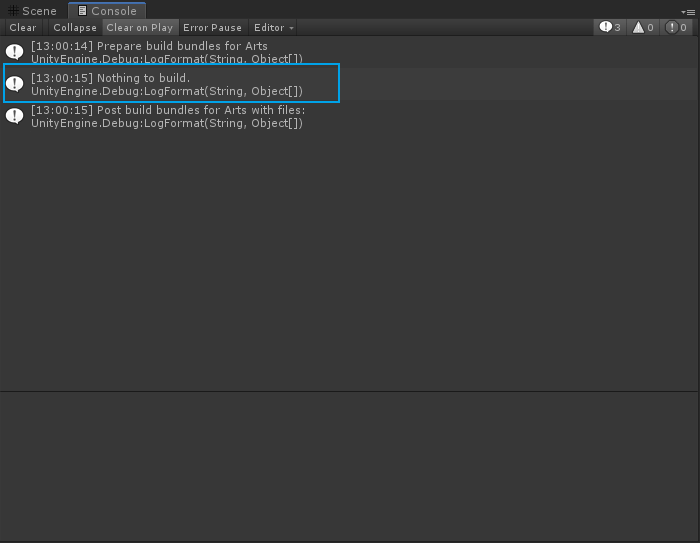 Scene Console
Clear Collapse Clear on Play Error Pause Editor 3 0 0
[13:00:14] Prepare build bundles for Arts
UnityEngine.Debug:LogFormat(String, Object[])
[13:00:15] Nothing to build.
UnityEngine.Debug:LogFormat(String, Object[])
[13:00:15] Post build bundles for Arts with files:
UnityEngine.Debug:LogFormat(String, Object[])